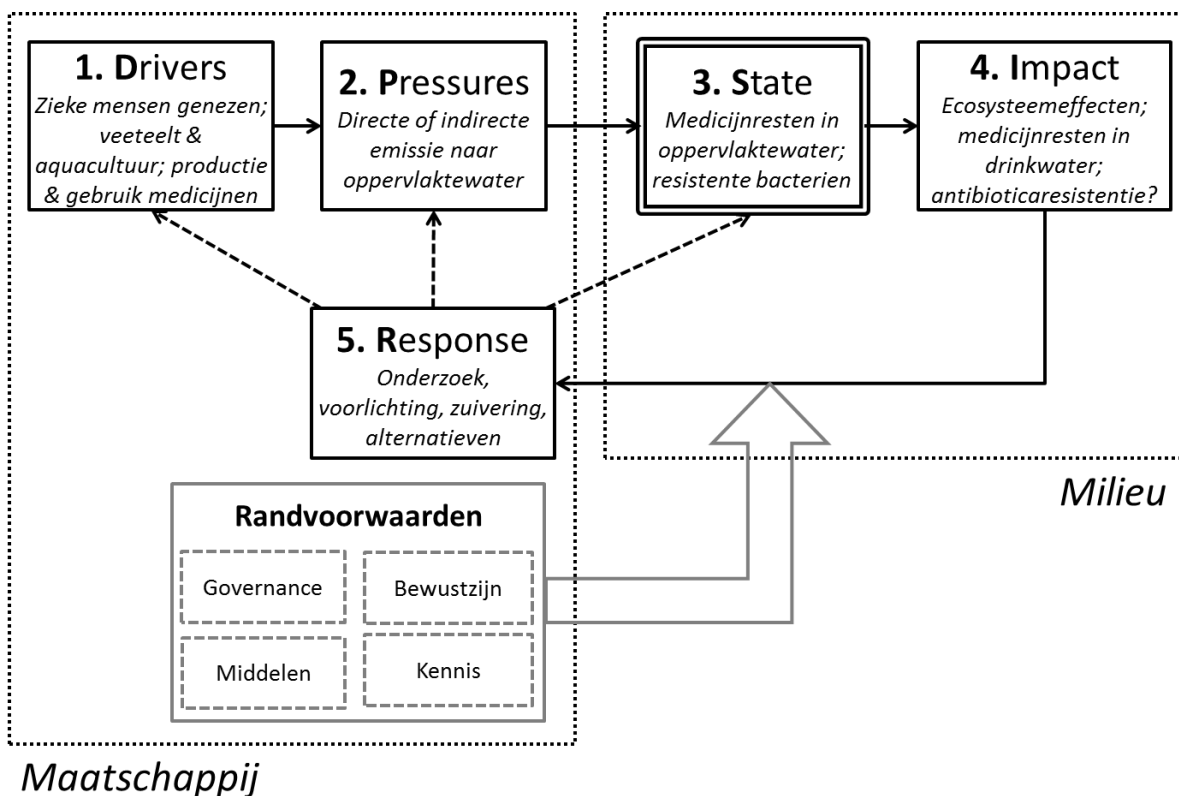 1. Drivers
Zieke mensen genezen;
veeteelt &
aquacultuur; productie
& gebruik medicijnen
2. Pressures
Directe of indirecte
emissie naar
oppervlaktewater
3. State
Medicijnresten in
oppervlaktewater;
resistente bacterien
4. Impact
Ecosysteemeffecten;
medicijnresten in
drinkwater;
antibioticaresistentie?
5. Response
Onderzoek,
voorlichting, zuivering,
alternatieven
Milieu
Randvoorwaarden
Governance
Bewustzijn
Middelen
Kennis
Maatschappij